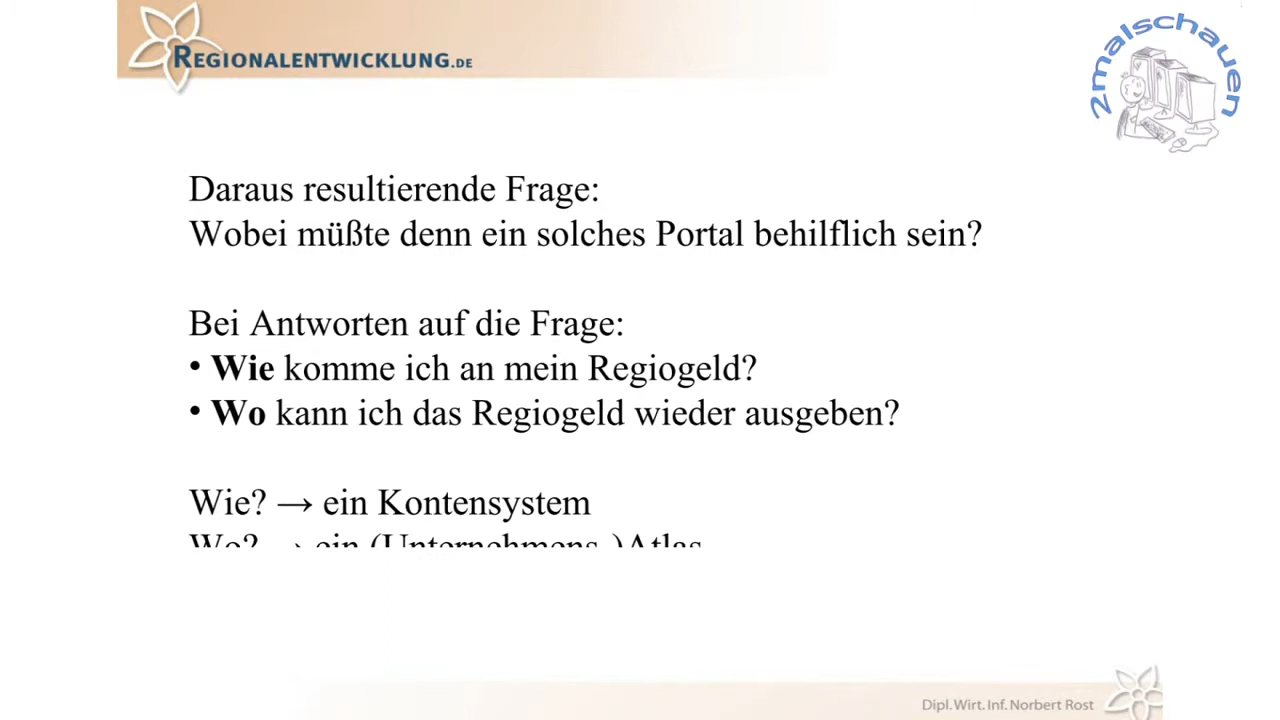 REGIONALENTWICKLUNG.DE
2malschauen
Daraus resultierende Frage:
Wobei müßte denn ein solches Portal behilflich sein?
Bei Antworten auf die Frage:
• Wie komme ich an mein Regiogeld?
• Wo kann ich das Regiogeld wieder ausgeben?
Wie? → ein Kontensystem
Wo? → ein (Unternehmens-)Atlas
Dipl. Wirt. Inf. Norbert Rost